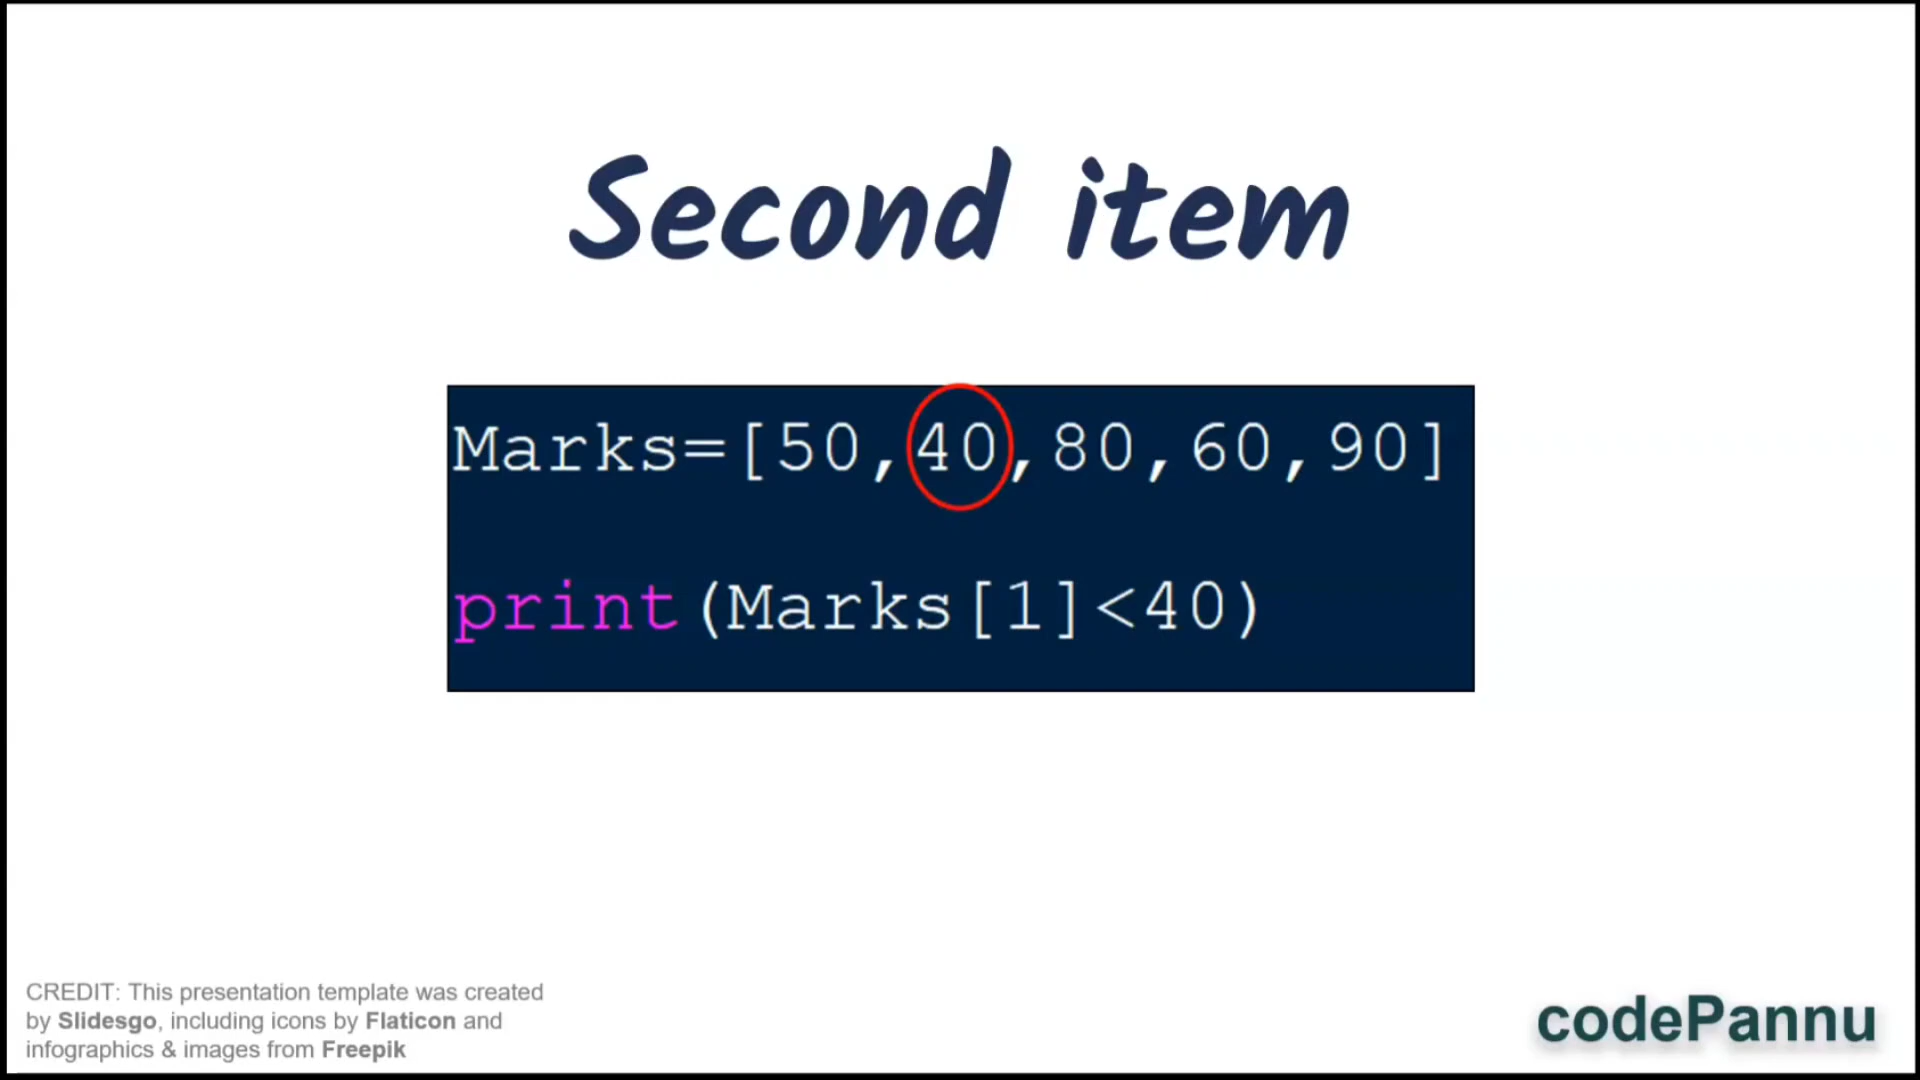 Second item
Marks=[50,40,80,60,90]
print(Marks[1]<40)
CREDIT: This presentation template was created
by Slidesgo, including icons by Flaticon and
infographics & images from Freepik
codePannu